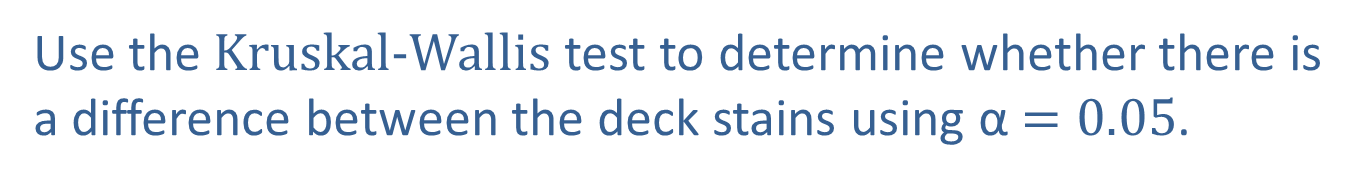 Use the Kruskal-Wallis test to determine whether there is
a difference between the deck stains using α = 0.05.